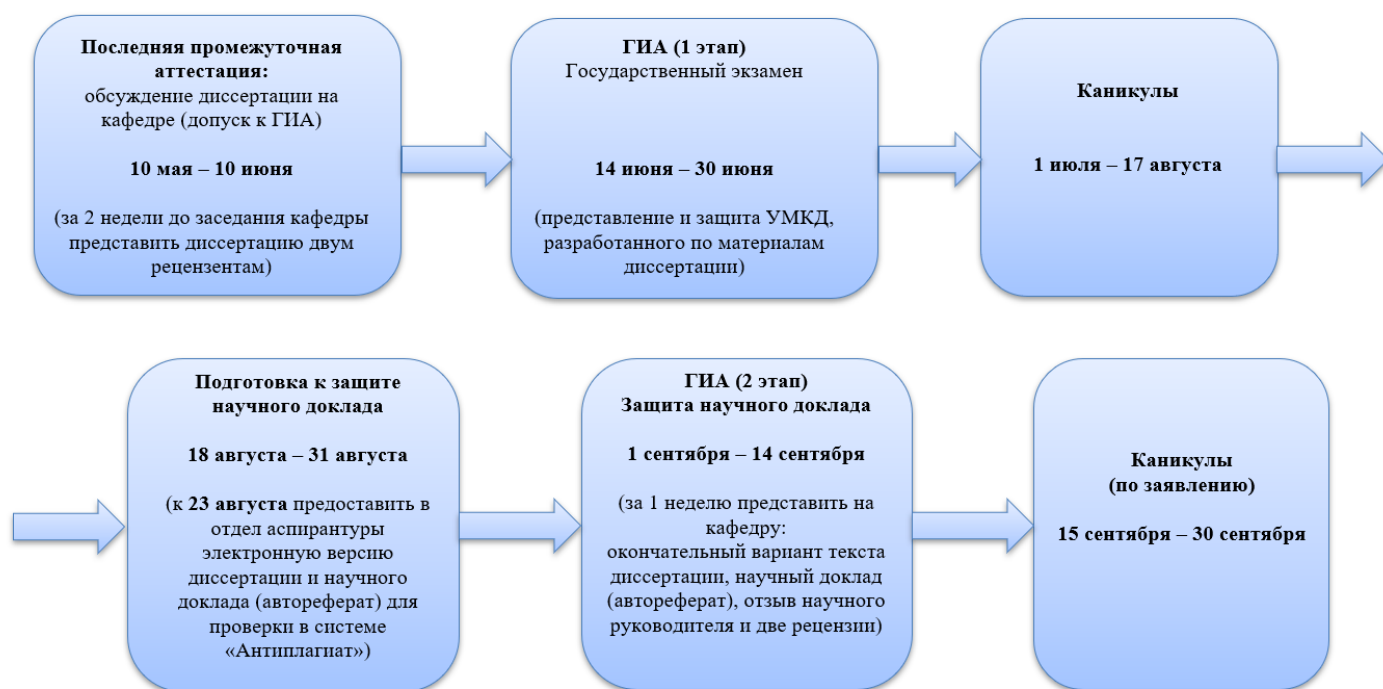 Последняя промежуточная
аттестация:
обсуждение диссертации на
кафедре (допуск к ГИА)
10 мая – 10 июня
(за 2 недели до заседания кафедры
представить диссертацию двум
рецензентам)
ГИА (1 этап)
Государственный экзамен
14 июня – 30 июня
(представление и защита УМКД,
разработанного по материалам
диссертации)
Каникулы
1 июля – 17 августа
Подготовка к защите
научного доклада
18 августа – 31 августа
(к 23 августа предоставить в
отдел аспирантуры
электронную версию
диссертации и научного
доклада (автореферат) для
проверки в системе
«Антиплагиат»)
ГИА (2 этап)
Защита научного доклада
1 сентября – 14 сентября
(за 1 неделю представить на
кафедру:
окончательный вариант текста
диссертации, научный доклад
(автореферат), отзыв научного
руководителя и две рецензии)
Каникулы
(по заявлению)
15 сентября – 30 сентября